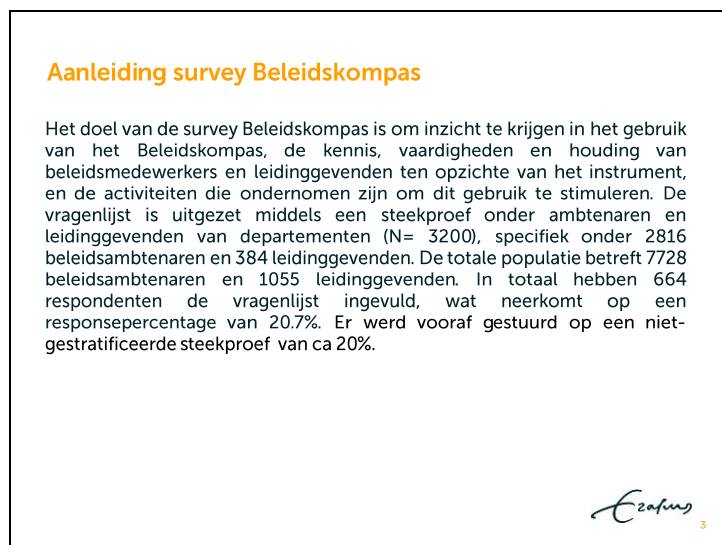 Aanleiding survey Beleidskompas
Het doel van de survey Beleidskompas is om inzicht te krijgen in het gebruik
van het Beleidskompas, de kennis, vaardigheden en houding van
beleidsmedewerkers en leidinggevenden ten opzichte van het instrument,
en de activiteiten die ondernomen zijn om dit gebruik te stimuleren. De
vragenlijst is uitgezet middels een steekproef onder ambtenaren en
leidinggevenden van departementen (N= 3200), specifiek onder 2816
beleidsambtenaren en 384 leidinggevenden. De totale populatie betreft 7728
beleidsambtenaren en 1055 leidinggevenden. In totaal hebben 664
respondenten de vragenlijst ingevuld, wat neerkomt op een
responsepercentage van 20.7%. Er werd vooraf gestuurd op een niet-
gestratificeerde steekproef van ca 20%.
Erasmus
3